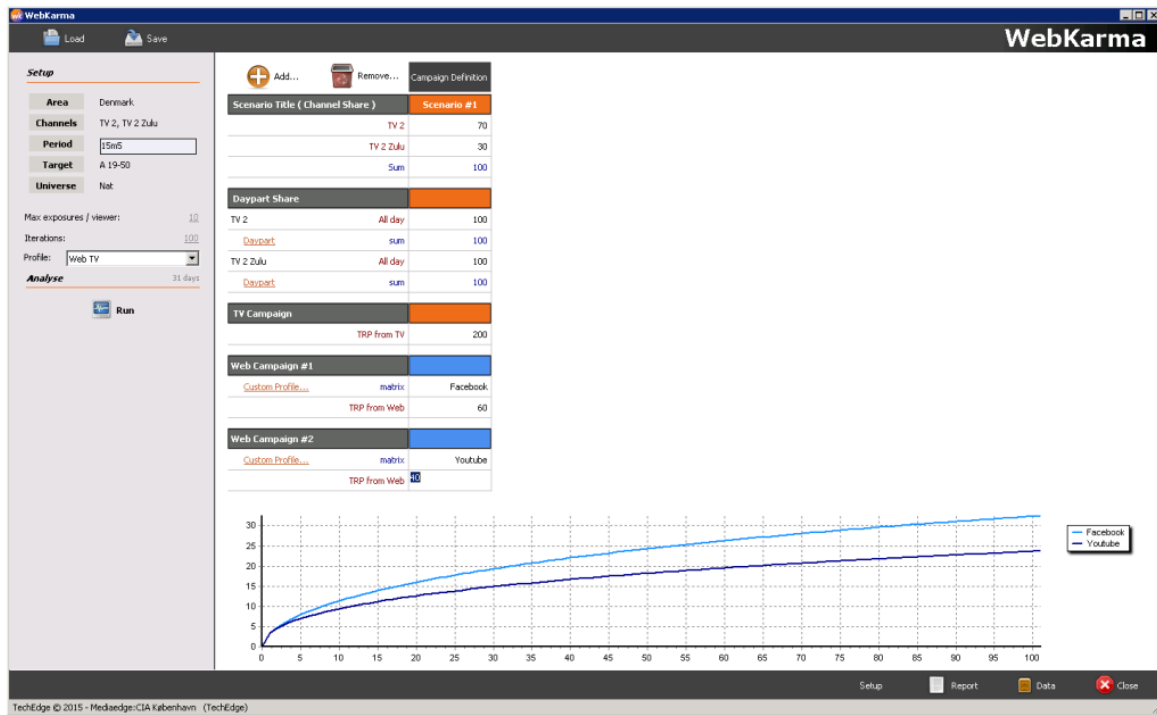 WebKarma
Load Save WebKarma
Setup
Area Denmark
Channels TV 2, TV 2 Zulu
Period 15m5
Target A 19-50
Universe Nat
Max exposures / viewer: 10
Iterations: 100
Profile: Web TV
Analyse 31 days
Run
Add... Remove... Campaign Definition
Scenario Title ( Channel Share ) Scenario #1
TV 2 70
TV 2 Zulu 30
Sum 100
Daypart Share
TV 2 All day 100
Daypart sum 100
TV 2 Zulu All day 100
Daypart sum 100
TV Campaign
TRP from TV 200
Web Campaign #1
Custom Profile... matrix Facebook
TRP from Web 60
Web Campaign #2
Custom Profile... matrix Youtube
TRP from Web 40
30
25
20
15
10
5
0
0 5 10 15 20 25 30 35 40 45 50 55 60 65 70 75 80 85 90 95 100
Facebook
Youtube
Setup Report Data Close
TechEdge © 2015 - Mediaedge:CIA København (TechEdge)